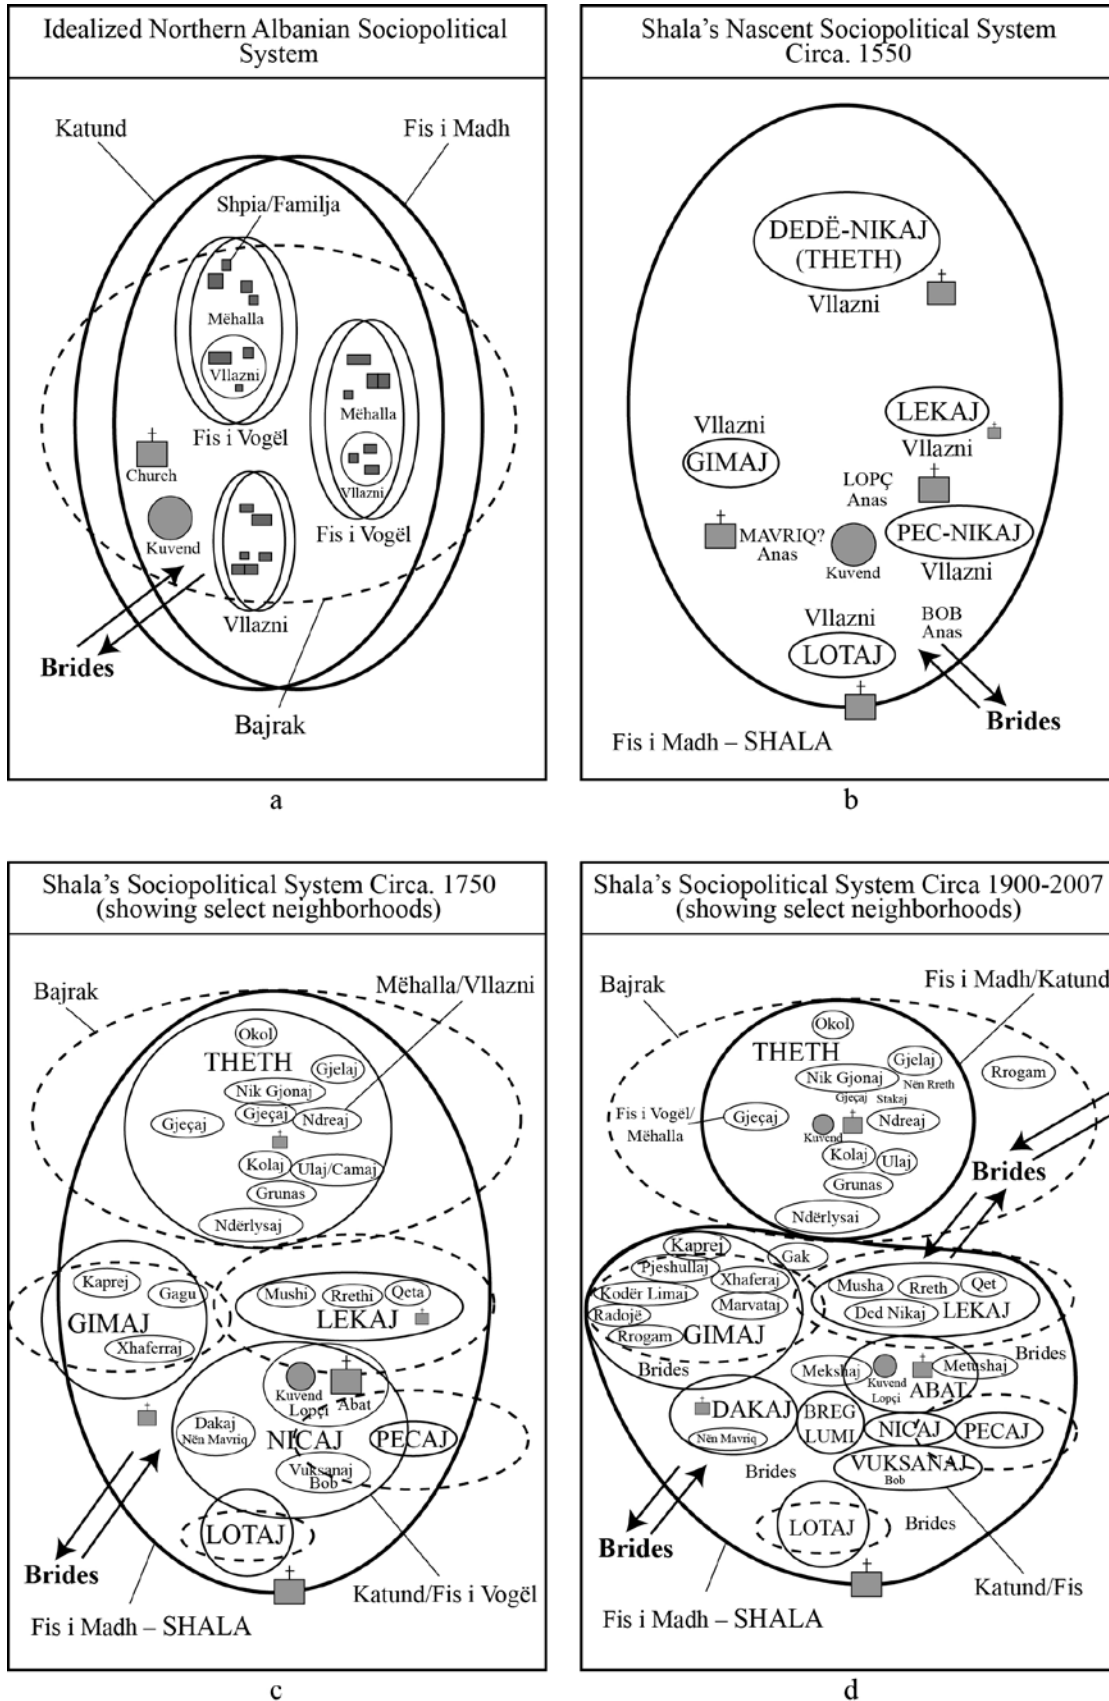 Idealized Northern Albanian Sociopolitical
System
Katund
Fis i Madh
Shpia/Familja
Mëhalla
Vllazni
Fis i Vogël
Mëhalla
Vllazni
Fis i Vogël
Church
Kuvend
Vllazni
Brides
Bajrak
a
Shala's Nascent Sociopolitical System
Circa. 1550
DEDË-NIKAJ
(THETH)
Vllazni
LEKAJ
Vllazni
Vllazni
GIMAJ
LOPÇ
Anas
MAVRIQ?
Anas
Kuvend
PEC-NIKAJ
Vllazni
Vllazni
LOTAJ
BOB
Anas
Brides
Fis i Madh – SHALA
b
Shala's Sociopolitical System Circa. 1750
(showing select neighborhoods)
Bajrak
Mëhalla/Vllazni
Okol
THETH
Gjelaj
Nik Gjonaj
Gjeçaj
Gjeçaj
Ndreaj
Kolaj
Ulaj/Camaj
Grunas
Ndërlysaj
Kaprej
Gagu
GIMAJ
Xhaferraj
Mushi
Rrethi
Qeta
LEKAJ
Kuvend
Lopçi
Abat
Dakaj
Nën Mavriq
NICAJ
PECAJ
Vuksanaj
Bob
LOTAJ
Brides
Katund/Fis i Vogël
Fis i Madh – SHALA
c
Shala's Sociopolitical System Circa 1900-2007
(showing select neighborhoods)
Bajrak
Fis i Madh/Katund
Okol
THETH
Gjelaj
Rrogam
Nik Gjonaj
Nën Rreth
Gjeçaj
Stakaj
Fis i Vogël/
Mëhalla
Gjeçaj
Kuvend
Ndreaj
Kolaj
Ulaj
Brides
Grunas
Ndërlysai
Kaprej
Gak
Pjeshullaj
Xhaferaj
Kodër Limaj
Marvataj
Radojë
Rrogam
GIMAJ
Brides
Musha
Rreth
Qet
Ded Nikaj
LEKAJ
Brides
Mekshaj
Kuvend
Lopçi
Metushaj
ABAT
DAKAJ
Nën Mavriq
BREG
LUMI
NICAJ
PECAJ
VUKSANAJ
Bob
Brides
LOTAJ
Brides
Brides
Katund/Fis
Fis i Madh – SHALA
d